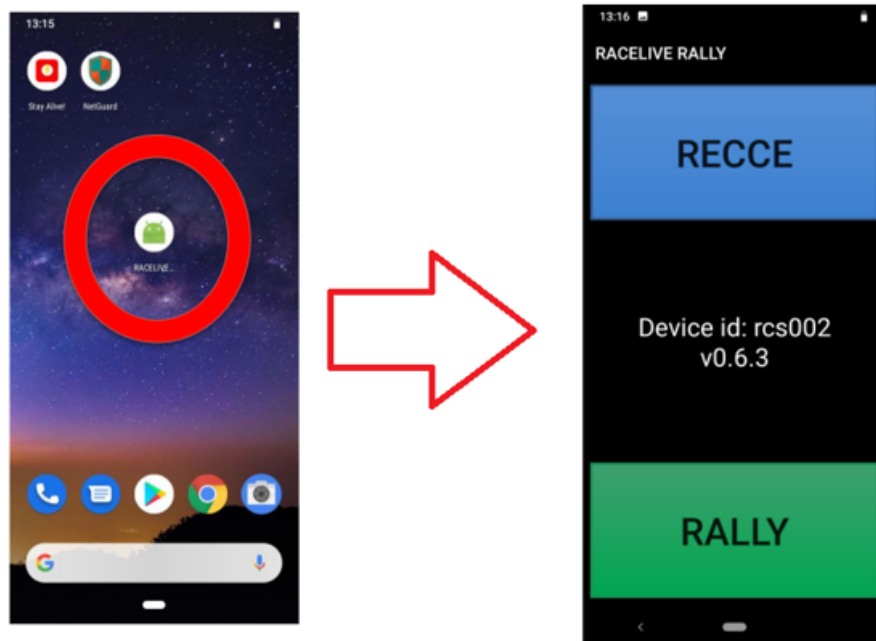 13:15
Stay Alive! NetGuard
RACELIVE...
13:16
RACELIVE RALLY
RECCE
Device id: rcs002
v0.6.3
RALLY